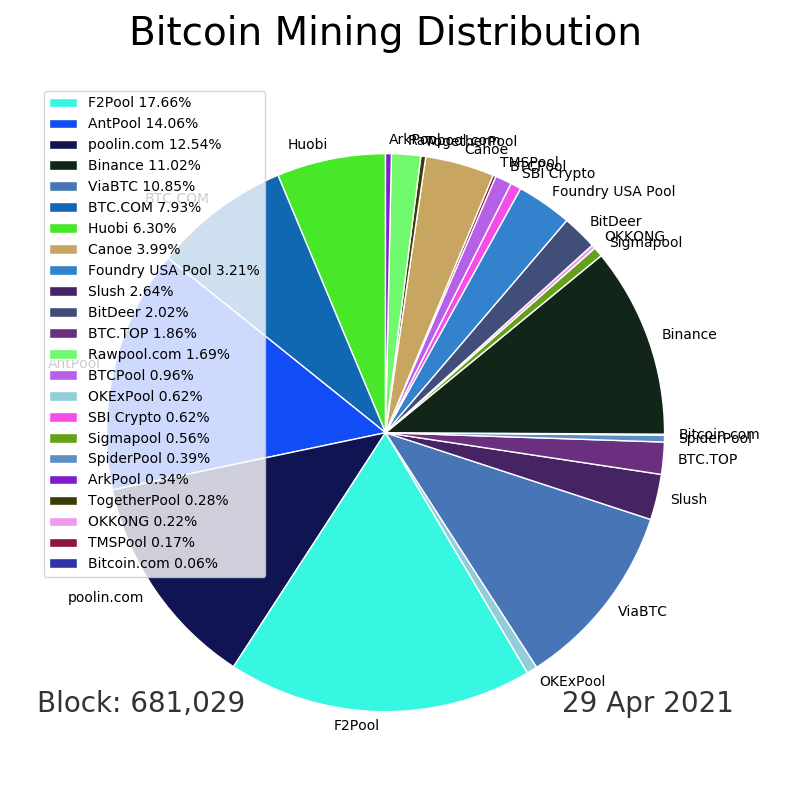 Bitcoin Mining Distribution
F2Pool 17.66%
AntPool 14.06%
poolin.com 12.54%
Binance 11.02%
ViaBTC 10.85%
BTC.COM 7.93%
Huobi 6.30%
Canoe 3.99%
Foundry USA Pool 3.21%
Slush 2.64%
BitDeer 2.02%
BTC.TOP 1.86%
Rawpool.com 1.69%
BTCPool 0.96%
OKExPool 0.62%
SBI Crypto 0.62%
Sigmapool 0.56%
SpiderPool 0.39%
ArkPool 0.34%
TogetherPool 0.28%
OKKONG 0.22%
TMSPool 0.17%
Bitcoin.com 0.06%
Huobi
ArkPool
Rawpool.com
TogetherPool
Canoe
TMSPool
BTCPool
SBI Crypto
Foundry USA Pool
BitDeer
OKKONG
Sigmapool
Binance
Bitcoin.com
SpiderPool
BTC.TOP
Slush
ViaBTC
OKExPool
F2Pool
poolin.com
AntPool
BTC.COM
Block: 681,029
29 Apr 2021